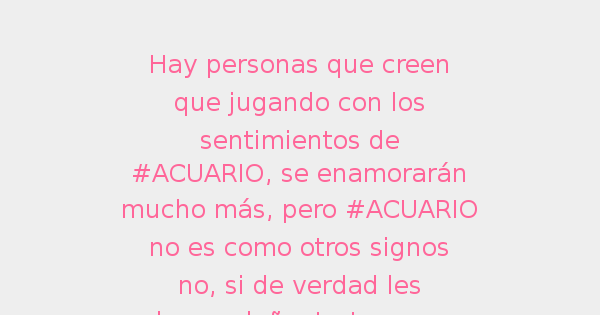 Hay personas que creen
que jugando con los
sentimientos de
#ACUARIO, se enamorarán
mucho más, pero #ACUARIO
no es como otros signos
no, si de verdad les